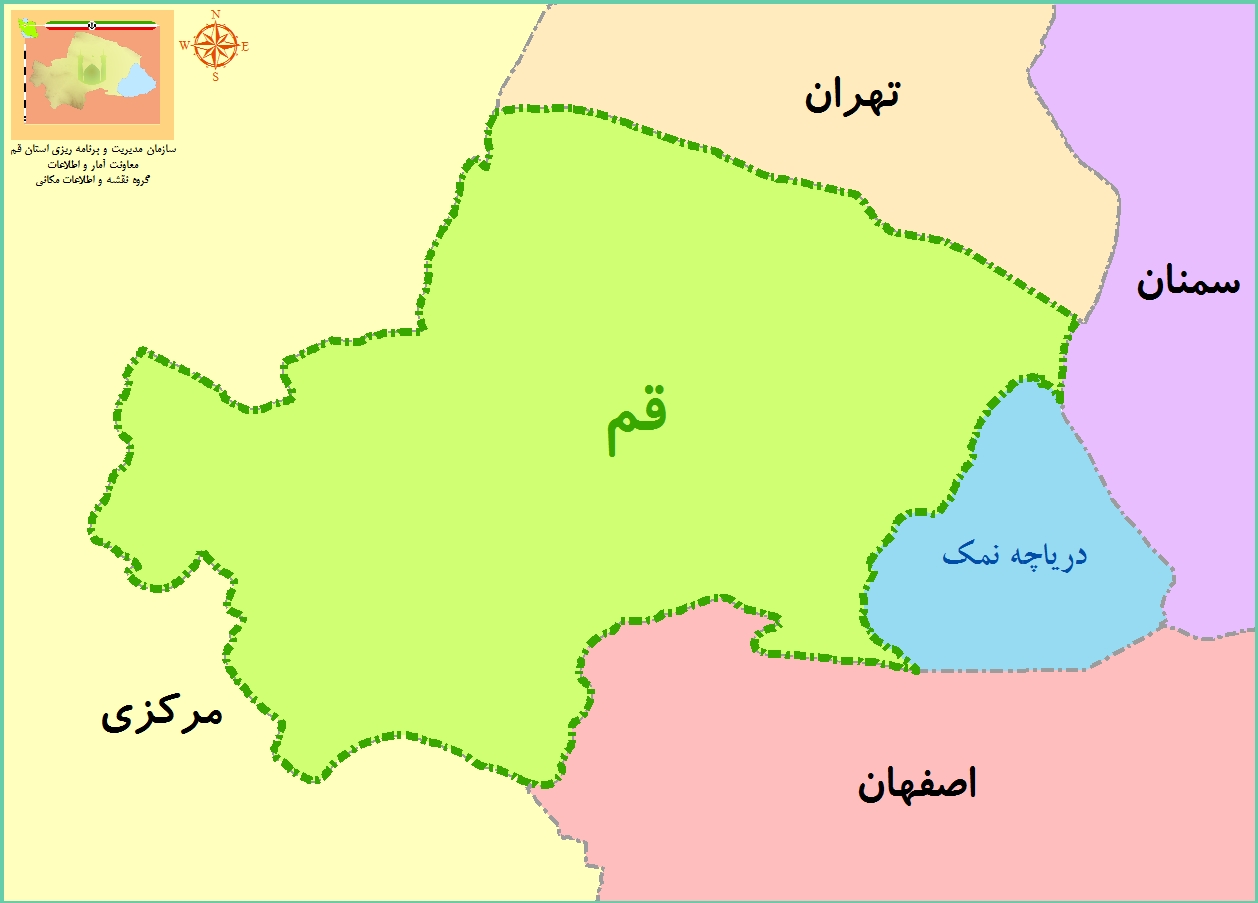 N
W E
S
سازمان مدیریت و برنامه ریزی استان قم
معاونت آمار و اطلاعات
گروه نقشه و اطلاعات مکانی
تهران
سمنان
قم
دریاچه نمک
مرکزی
اصفهان